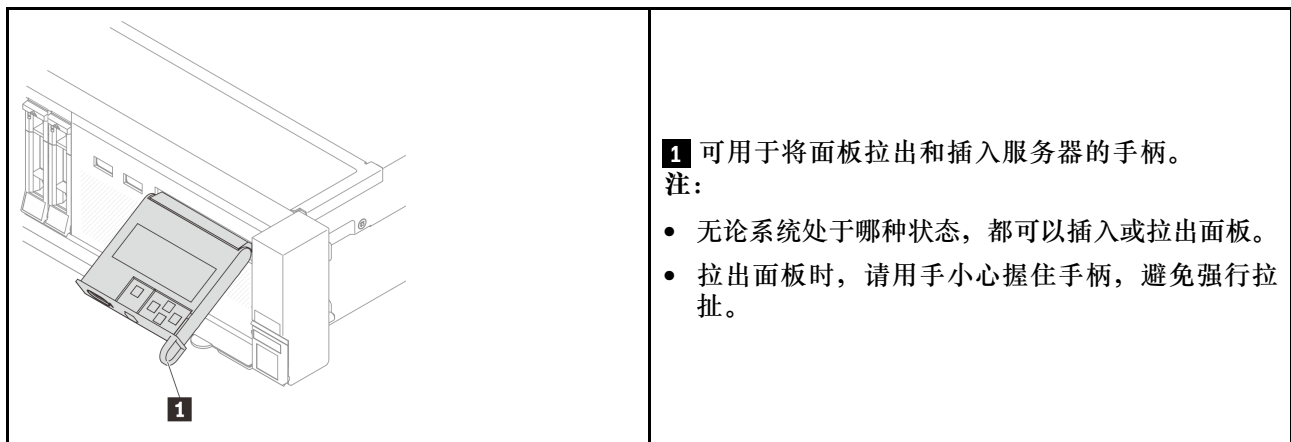 1
1 可用于将面板拉出和插入服务器的手柄。
注：
• 无论系统处于哪种状态，都可以插入或拉出面板。
• 拉出面板时，请用手小心握住手柄，避免强行拉
扯。